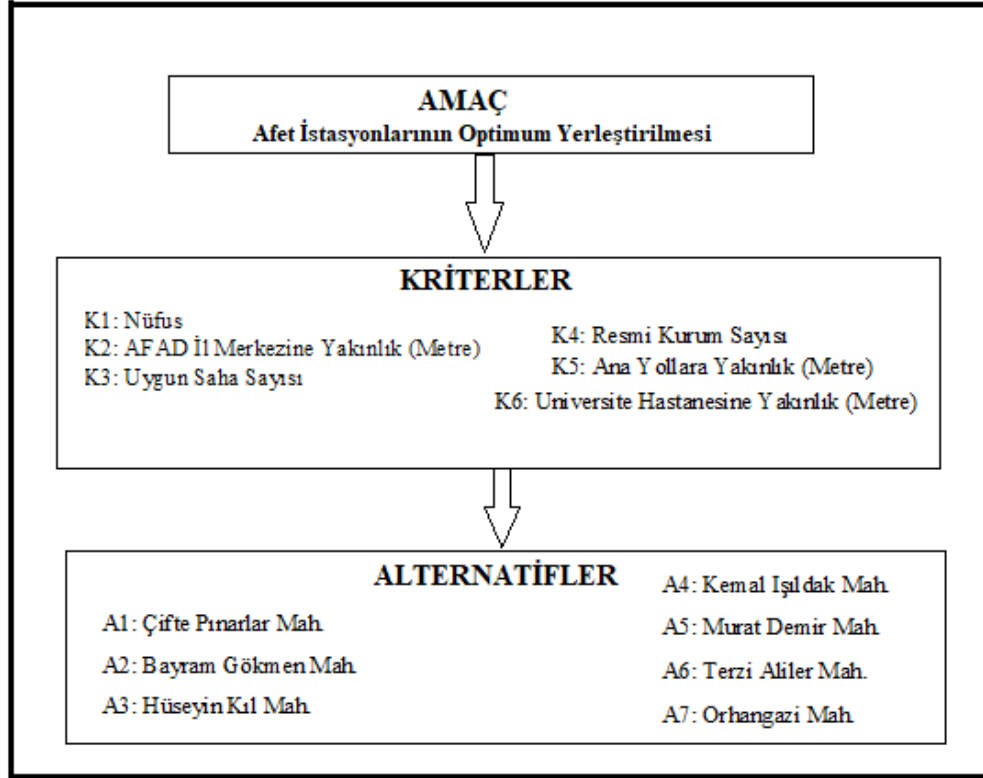 AMAÇ
Afet İstasyonlarının Optimum Yerleştirilmesi
KRİTERLER
K1: Nüfus
K2: AFAD İl Merkezine Yakınlık (Metre)
K3: Uygun Saha Sayısı
K4: Resmi Kurum Sayısı
K5: Ana Yollara Yakınlık (Metre)
K6: Universite Hastanesine Yakınlık (Metre)
ALTERNATİFLER
A1: Çifte Pınarlar Mah.
A2: Bayram Gökmen Mah.
A3: Hüseyin Kıl Mah.
A4: Kemal Işıldak Mah.
A5: Murat Demir Mah.
A6: Terzi Aliler Mah.
A7: Orhangazi Mah.